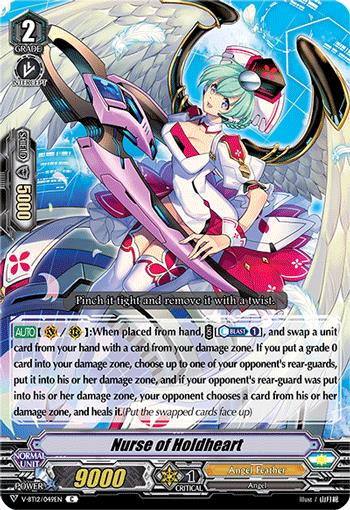 2
GRADE
INTERCEPT
SHIELD
5000
Pinch it tight and remove it with a twist.
AUTO [ / ]:When placed from hand, [ BLAST 1 ], and swap a unit
card from your hand with a card from your damage zone. If you put a grade 0
card into your damage zone, choose up to one of your opponent's rear-guards,
put it into his or her damage zone, and if your opponent's rear-guard was put
into his or her damage zone, your opponent chooses a card from his or her
damage zone, and heals it.(Put the swapped cards face up)
Nurse of Holdheart
NORMAL
UNIT
POWER
9000
1
CRITICAL
Angel Feather
Angel
V-BT12/049EN C
Illust /